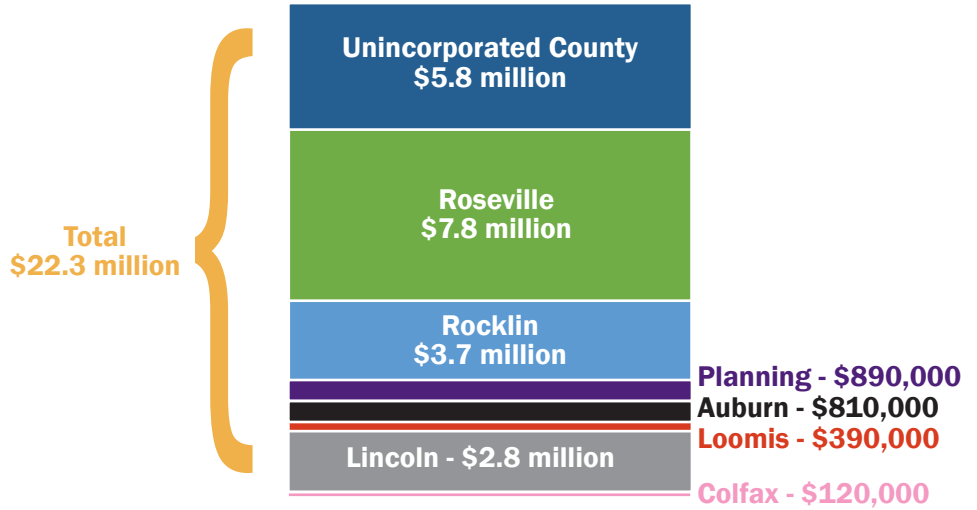 Unincorporated County
$5.8 million
Roseville
$7.8 million
Total
$22.3 million
Rocklin
$3.7 million
Planning - $890,000
Auburn - $810,000
Loomis - $390,000
Lincoln - $2.8 million
Colfax - $120,000